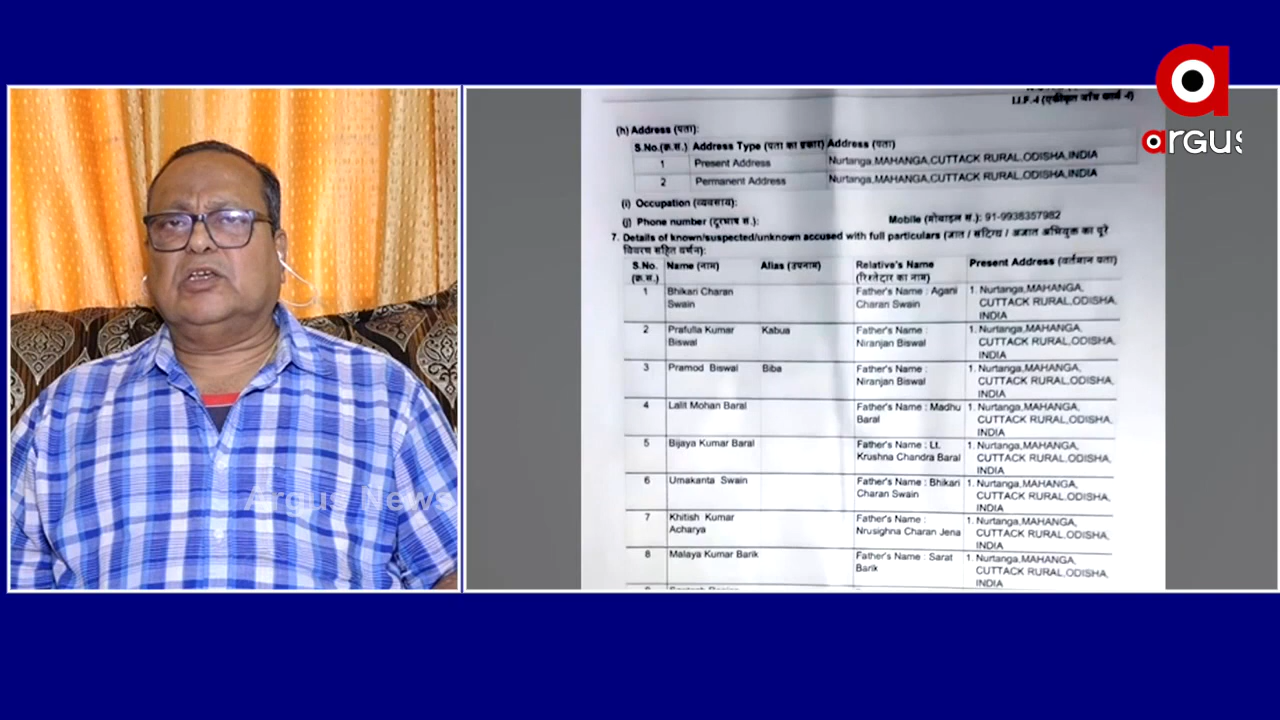 argus
Argus News
I.I.F.-I (एकीकृत जाँच फार्म -I)
(h) Address (पता):
S.No.(क्र.सं.) Address Type (पता का प्रकार) Address (पता)
1 Present Address Nurtanga,MAHANGA,CUTTACK RURAL,ODISHA,INDIA
2 Permanent Address Nurtanga,MAHANGA,CUTTACK RURAL,ODISHA,INDIA
(i) Occupation (व्यवसाय):
(j) Phone number (दूरभाष सं.): Mobile (मोबाइल सं.): 91-9938357982
7. Details of known/suspected/unknown accused with full particulars (ज्ञात / संदिग्ध / अज्ञात अभियुक्त का पूरे
विवरण सहित वर्णन):
S.No. Name (नाम) Alias (उपनाम) Relative's Name Present Address (वर्तमान पता)
(क्र.सं.) (रिश्तेदार का नाम)
1 Bhikari Charan Father's Name : Agani 1. Nurtanga,MAHANGA,
Swain Charan Swain CUTTACK RURAL,ODISHA,
INDIA
2 Prafulla Kumar Kabua Father's Name : 1. Nurtanga,MAHANGA,
Biswal Niranjan Biswal CUTTACK RURAL,ODISHA,
INDIA
3 Pramod Biswal Biba Father's Name : 1. Nurtanga,MAHANGA,
Niranjan Biswal CUTTACK RURAL,ODISHA,
INDIA
4 Lalit Mohan Baral Father's Name : Madhu 1. Nurtanga,MAHANGA,
Baral CUTTACK RURAL,ODISHA,
INDIA
5 Bijaya Kumar Baral Father's Name : Lt. 1. Nurtanga,MAHANGA,
Krushna Chandra Baral CUTTACK RURAL,ODISHA,
INDIA
6 Umakanta Swain Father's Name : Bhikari 1. Nurtanga,MAHANGA,
Charan Swain CUTTACK RURAL,ODISHA,
INDIA
7 Khitish Kumar Father's Name : 1. Nurtanga,MAHANGA,
Acharya Nrusighna Charan Jena CUTTACK RURAL,ODISHA,
INDIA
8 Malaya Kumar Barik Father's Name : Sarat 1. Nurtanga,MAHANGA,
Barik CUTTACK RURAL,ODISHA,
INDIA